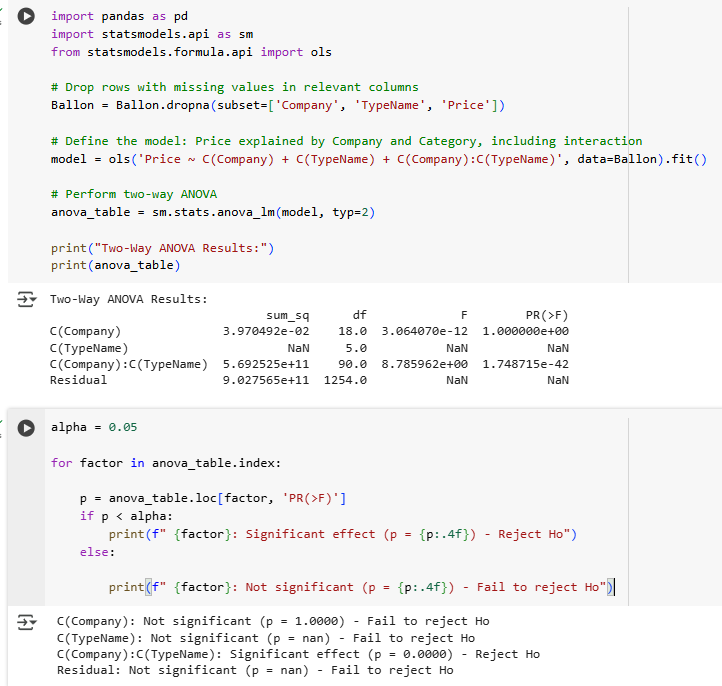 import pandas as pd
import statsmodels.api as sm
from statsmodels.formula.api import ols
# Drop rows with missing values in relevant columns
Ballon = Ballon.dropna(subset=['Company', 'TypeName', 'Price'])
# Define the model: Price explained by Company and Category, including interaction
model = ols('Price ~ C(Company) + C(TypeName) + C(Company):C(TypeName)', data=Ballon).fit()
# Perform two-way ANOVA
anova_table = sm.stats.anova_lm(model, typ=2)
print("Two-Way ANOVA Results:")
print(anova_table)
Two-Way ANOVA Results:
sum_sq df F PR(>F)
C(Company) 3.970492e-02 18.0 3.064070e-12 1.000000e+00
C(TypeName) NaN 5.0 NaN NaN
C(Company):C(TypeName) 5.692525e+11 90.0 8.785962e+00 1.748715e-42
Residual 9.027565e+11 1254.0 NaN NaN
alpha = 0.05
for factor in anova_table.index:
p = anova_table.loc[factor, 'PR(>F)']
if p < alpha:
print(f" {factor}: Significant effect (p = {p:.4f}) - Reject Ho")
else:
print(f" {factor}: Not significant (p = {p:.4f}) - Fail to reject Ho")
C(Company): Not significant (p = 1.0000) - Fail to reject Ho
C(TypeName): Not significant (p = nan) - Fail to reject Ho
C(Company):C(TypeName): Significant effect (p = 0.0000) - Reject Ho
Residual: Not significant (p = nan) - Fail to reject Ho